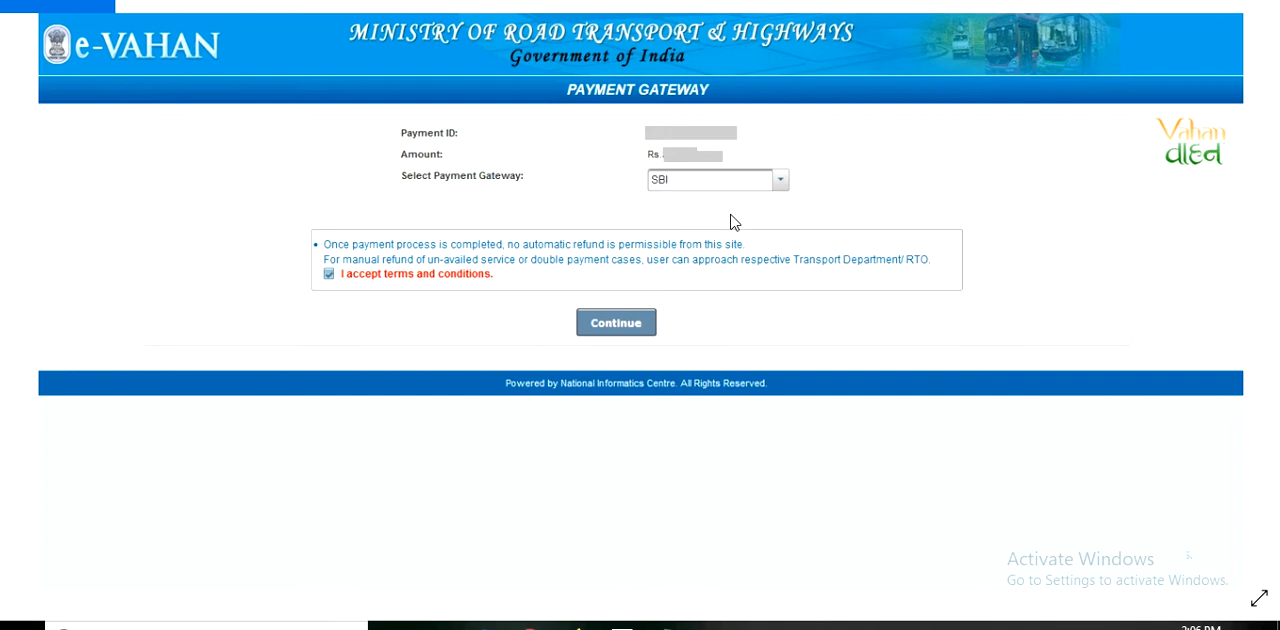 e-VAHAN
MINISTRY OF ROAD TRANSPORT & HIGHWAYS
Government of India
PAYMENT GATEWAY
Payment ID:
Amount: Rs.
Select Payment Gateway: SBI
Vahan
वाहन
Once payment process is completed, no automatic refund is permissible from this site.
For manual refund of un-availed service or double payment cases, user can approach respective Transport Department/ RTO.
I accept terms and conditions.
Continue
Powered by National Informatics Centre. All Rights Reserved.
Activate Windows
Go to Settings to activate Windows.